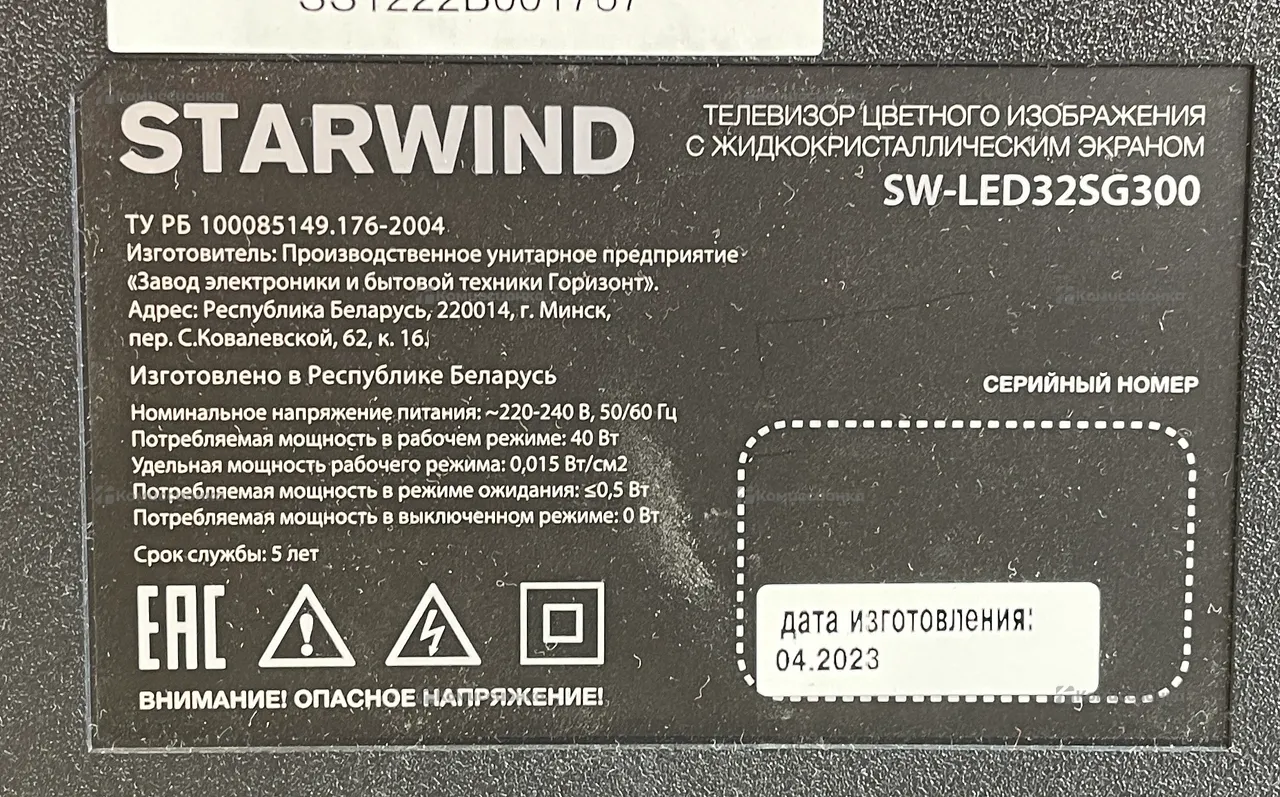 STARWIND
ТЕЛЕВИЗОР ЦВЕТНОГО ИЗОБРАЖЕНИЯ
С ЖИДКОКРИСТАЛЛИЧЕСКИМ ЭКРАНОМ
SW-LED32SG300
ТУ РБ 100085149.176-2004
Изготовитель: Производственное унитарное предприятие
«Завод электроники и бытовой техники Горизонт».
Адрес: Республика Беларусь, 220014, г. Минск,
пер. С.Ковалевской, 62, к. 16.
Изготовлено в Республике Беларусь
Номинальное напряжение питания: ~220-240 В, 50/60 Гц
Потребляемая мощность в рабочем режиме: 40 Вт
Удельная мощность рабочего режима: 0,015 Вт/см2
Потребляемая мощность в режиме ожидания: ≤0,5 Вт
Потребляемая мощность в выключенном режиме: 0 Вт
Срок службы: 5 лет
EAC
ВНИМАНИЕ! ОПАСНОЕ НАПРЯЖЕНИЕ!
СЕРИЙНЫЙ НОМЕР
дата изготовления:
04.2023
Комиссионка